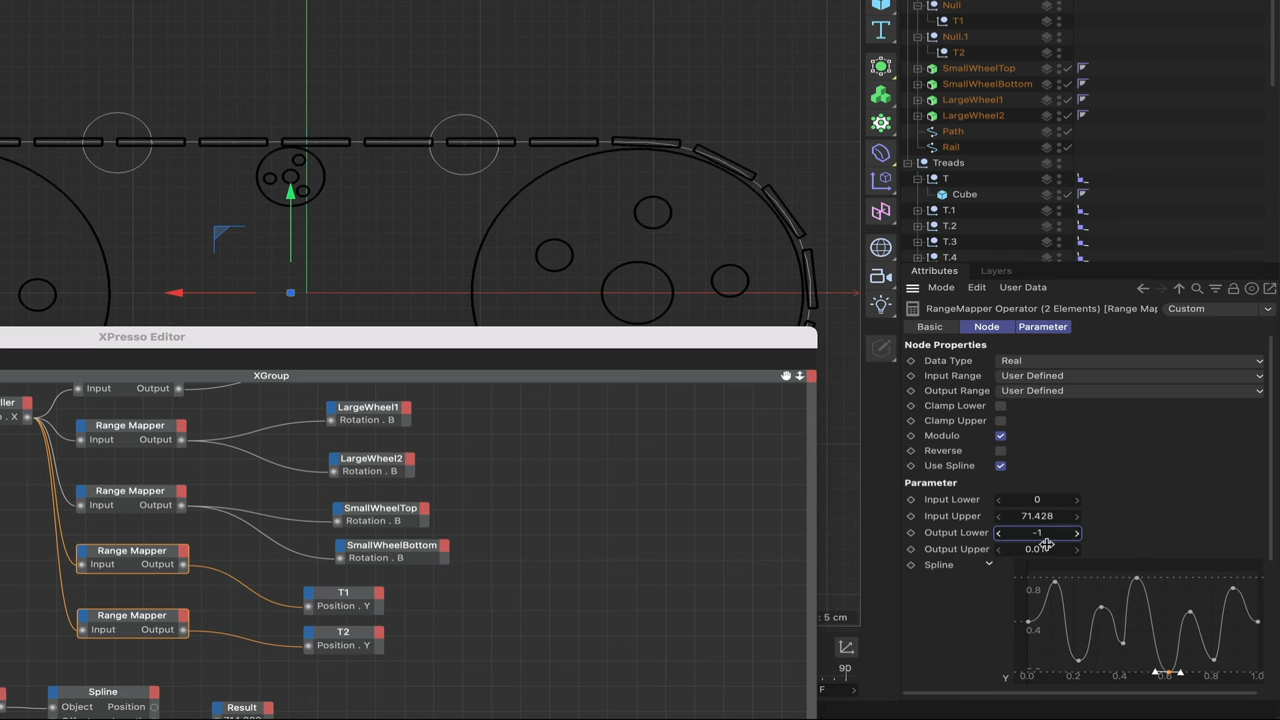 Null
T1
Null.1
T2
SmallWheelTop
SmallWheelBottom
LargeWheel1
LargeWheel2
Path
Rail
Treads
T
Cube
T.1
T.2
T.3
T.4
Attributes Layers
Mode Edit User Data
RangeMapper Operator (2 Elements) [Range Map Custom
Basic Node Parameter
Node Properties
Data Type Real
Input Range User Defined
Output Range User Defined
Clamp Lower
Clamp Upper
Modulo
Reverse
Use Spline
Parameter
Input Lower 0
Input Upper 71.428
Output Lower -1
Output Upper
Spline
0.8
0.4
Y 0.0 0.2 0.4 0.6 0.8 1.0
XPresso Editor
XGroup
Input Output
ller
n . X
Range Mapper
Input Output
LargeWheel1
Rotation . B
LargeWheel2
Rotation . B
Range Mapper
Input Output
SmallWheelTop
Rotation . B
SmallWheelBottom
Rotation . B
Range Mapper
Input Output
T1
Position . Y
Range Mapper
Input Output
T2
Position . Y
Spline
Object Position
Result
: 5 cm
90
F